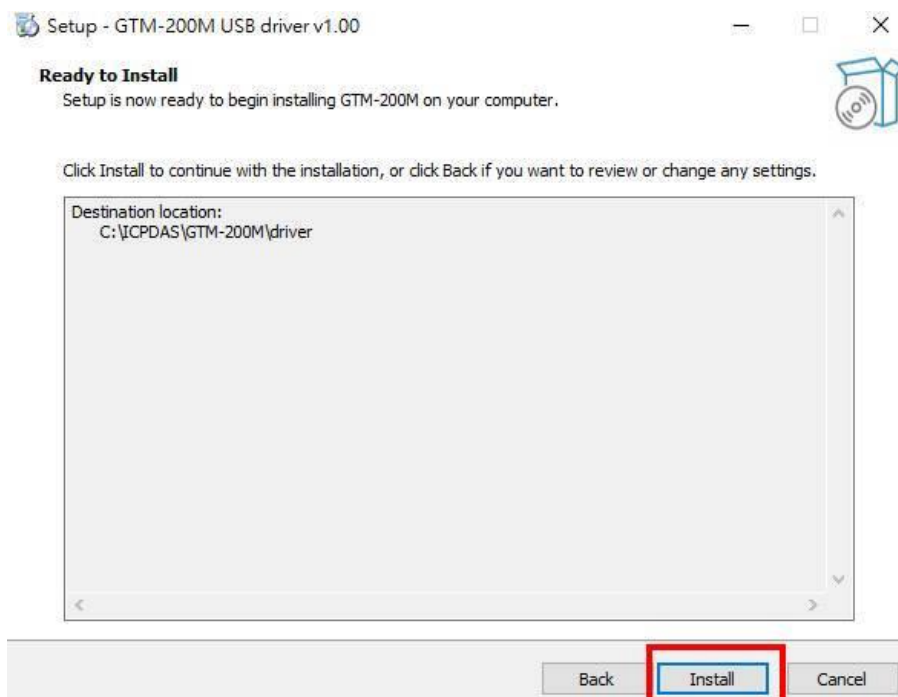 Setup - GTM-200M USB driver v1.00
Ready to Install
Setup is now ready to begin installing GTM-200M on your computer.
Click Install to continue with the installation, or click Back if you want to review or change any settings.
Destination location:
C:\ICPDAS\GTM-200M\driver
Back Install Cancel